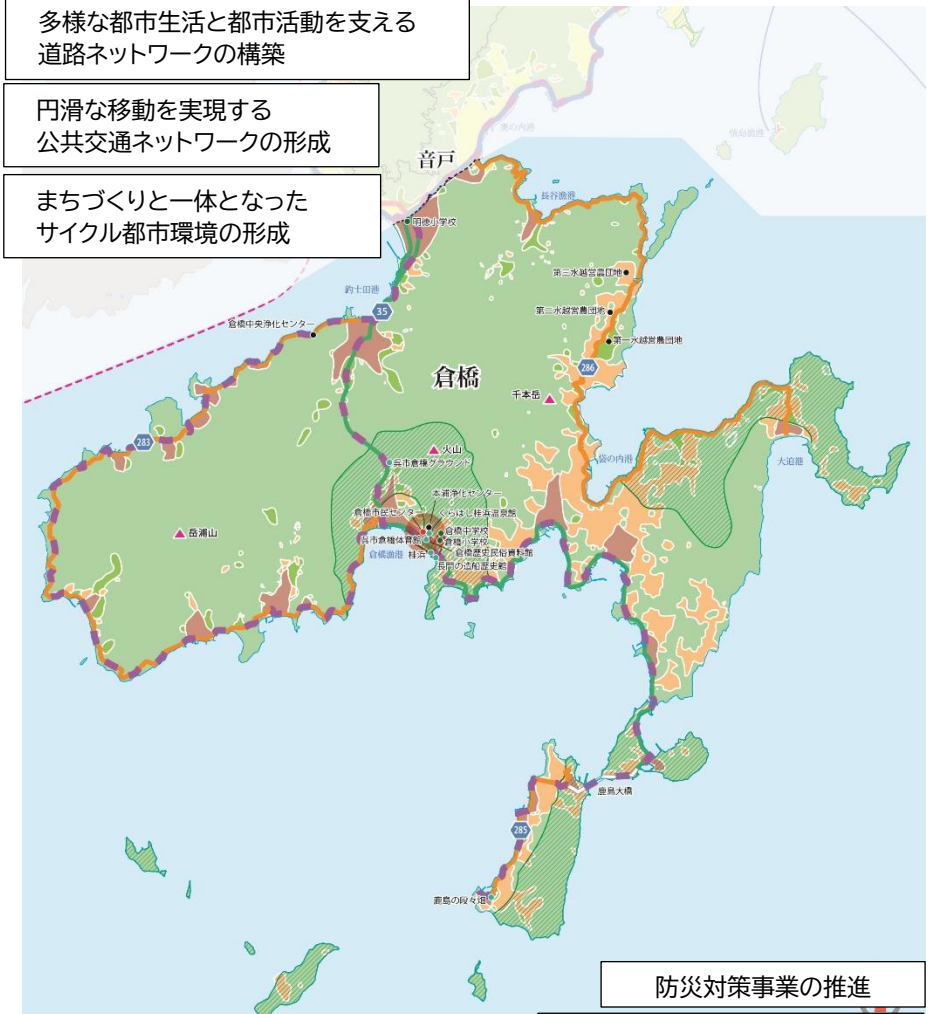 多様な都市生活と都市活動を支える
道路ネットワークの構築
円滑な移動を実現する
公共交通ネットワークの形成
まちづくりと一体となった
サイクル都市環境の形成
奥の内港
情島漁港
音戸
長谷漁港
明徳小学校
第三水越営農団地
釣士田港
第二水越営農団地
35
倉橋中央浄化センター
第一水越営農団地
286
倉橋
千本岳
283
火山
袋の内港
大迫港
呉市倉橋グラウンド
本浦浄化センター
倉橋市民センター
くらはし桂浜温泉館
岳浦山
倉橋中学校
呉市倉橋体育館
倉橋小学校
倉橋漁港
桂浜
倉橋歴史民俗資料館
長門の造船歴史館
鹿島大橋
285
鹿島の段々畑
防災対策事業の推進